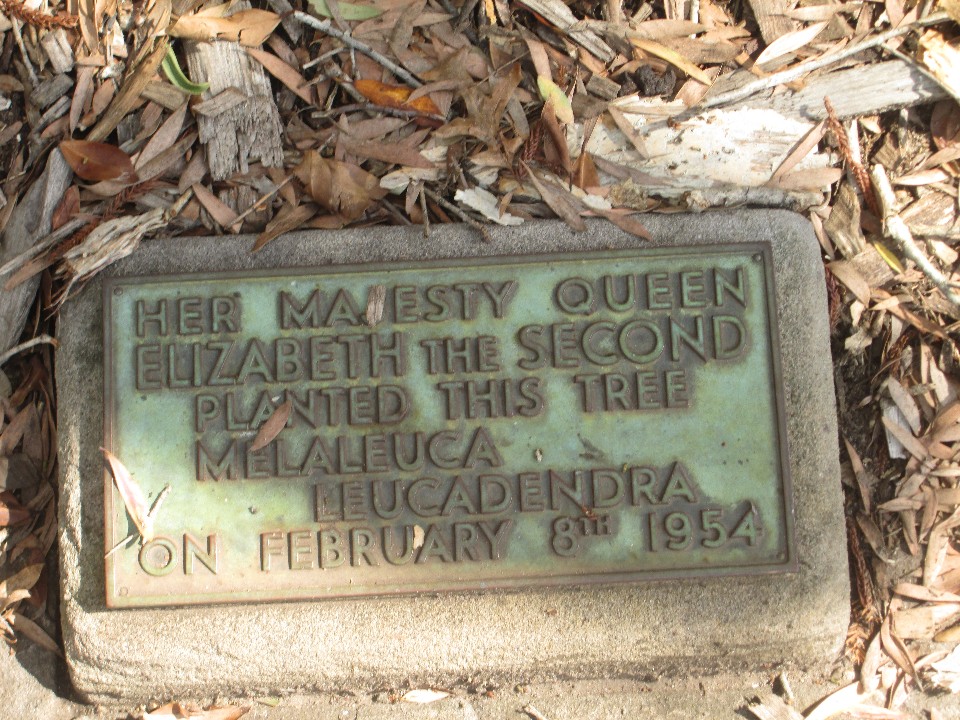 HER MAJESTY QUEEN
ELIZABETH THE SECOND
PLANTED THIS TREE
MELALEUCA
LEUCADENDRA
ON FEBRUARY 8TH 1954